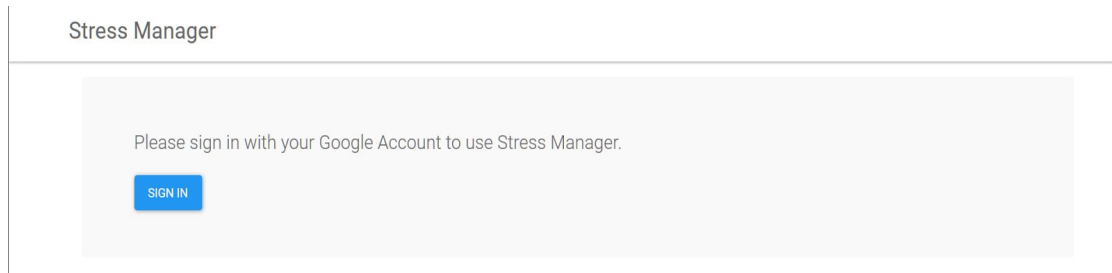 Stress Manager
Please sign in with your Google Account to use Stress Manager.
SIGN IN